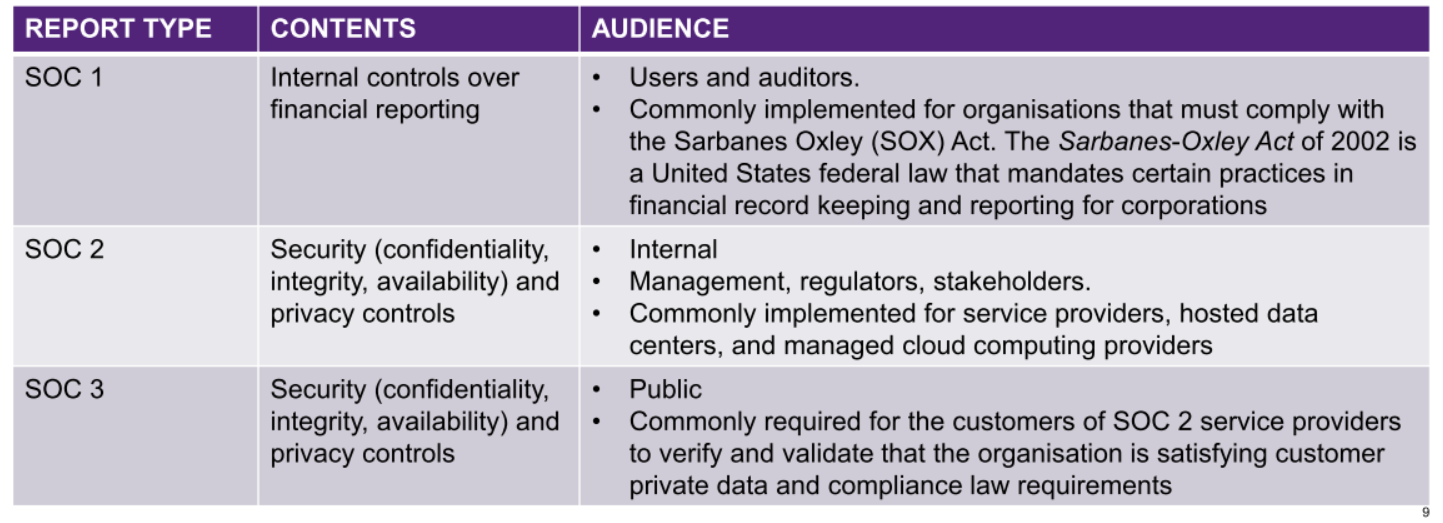 REPORT TYPE CONTENTS AUDIENCE
SOC 1
Internal controls over
financial reporting
• Users and auditors.
• Commonly implemented for organisations that must comply with
the Sarbanes Oxley (SOX) Act. The Sarbanes-Oxley Act of 2002 is
a United States federal law that mandates certain practices in
financial record keeping and reporting for corporations
SOC 2
Security (confidentiality,
integrity, availability) and
privacy controls
• Internal
• Management, regulators, stakeholders.
• Commonly implemented for service providers, hosted data
centers, and managed cloud computing providers
SOC 3
Security (confidentiality,
integrity, availability) and
privacy controls
• Public
• Commonly required for the customers of SOC 2 service providers
to verify and validate that the organisation is satisfying customer
private data and compliance law requirements
9